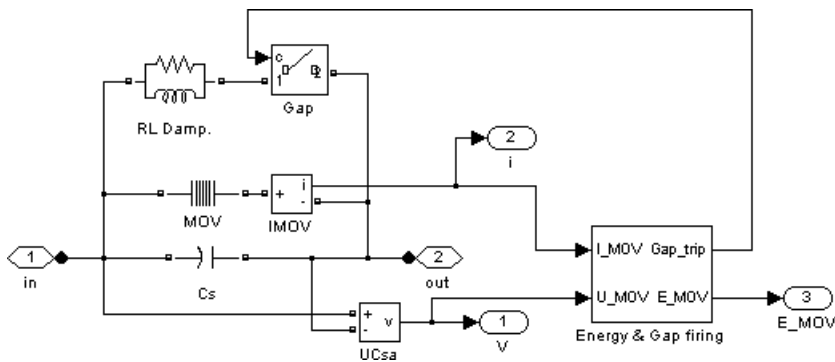 c
1
2
Gap
RL Damp.
2
i
MOV
+
i
-
IMOV
I_MOV
Gap_trip
U_MOV
E_MOV
Energy & Gap firing
1
in
Cs
2
out
+
-
v
UCsa
1
V
3
E_MOV